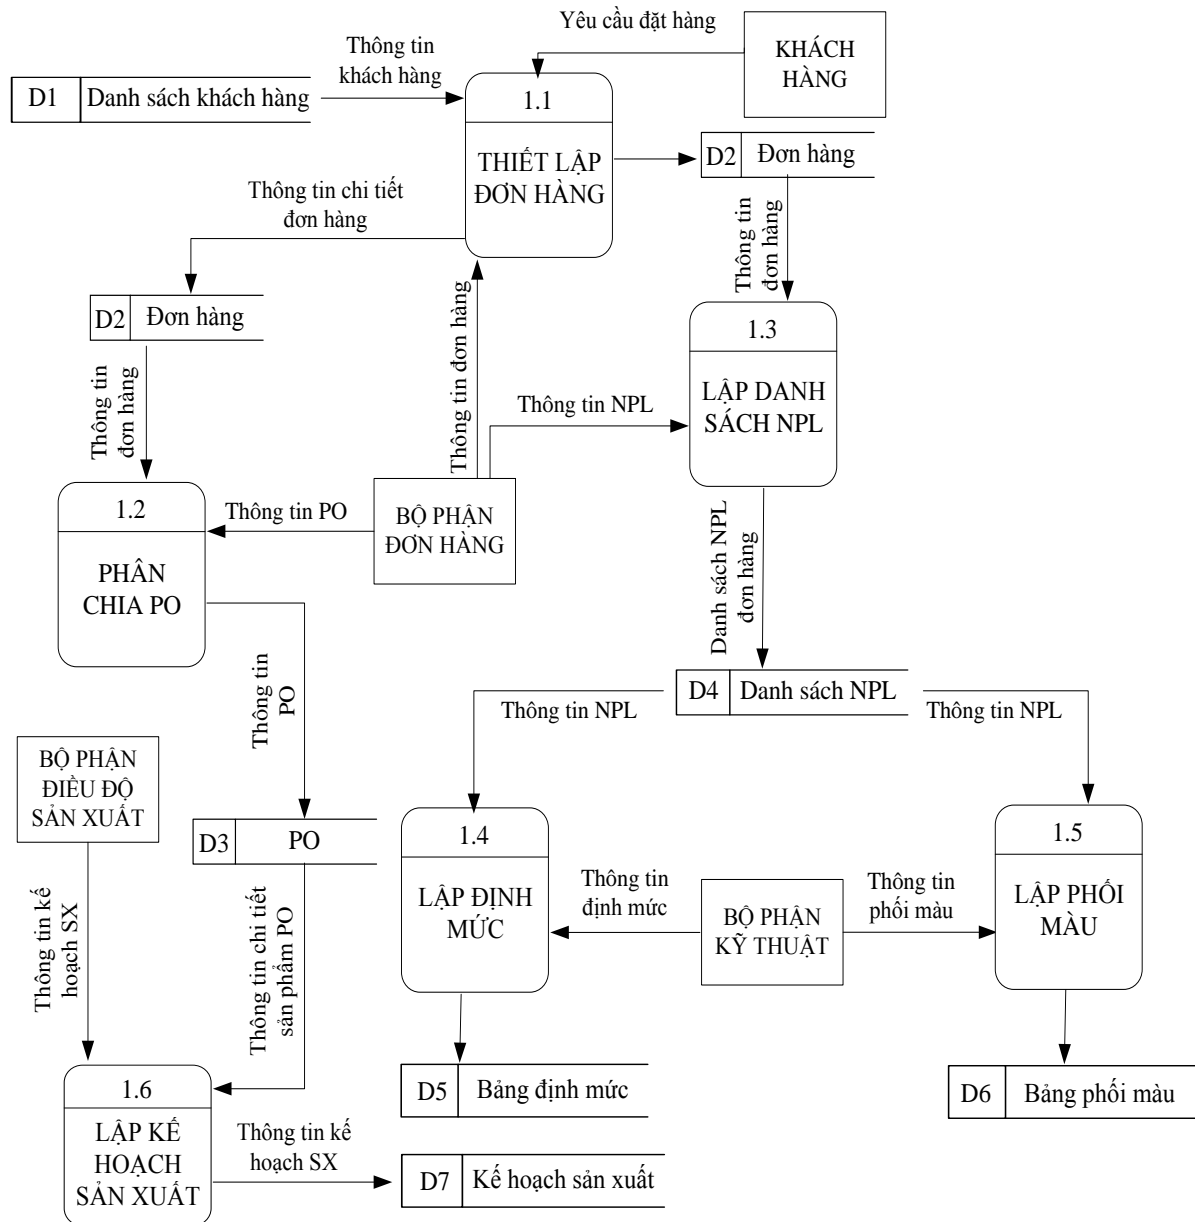 Yêu cầu đặt hàng
KHÁCH
HÀNG
Thông tin
khách hàng
D1 Danh sách khách hàng
1.1
THIẾT LẬP
ĐƠN HÀNG
D2 Đơn hàng
Thông tin chi tiết
đơn hàng
Thông tin
đơn hàng
D2 Đơn hàng
Thông tin đơn hàng
1.3
LẬP DANH
SÁCH NPL
Thông tin
đơn hàng
Thông tin NPL
1.2
PHÂN
CHIA PO
Thông tin PO
BỘ PHẬN
ĐƠN HÀNG
Danh sách NPL
đơn hàng
Thông tin
PO
D4 Danh sách NPL
Thông tin NPL
Thông tin NPL
BỘ PHẬN
ĐIỀU ĐỘ
SẢN XUẤT
D3 PO
1.4
LẬP ĐỊNH
MỨC
1.5
LẬP PHỐI
MÀU
Thông tin
định mức
BỘ PHẬN
KỸ THUẬT
Thông tin
phối màu
Thông tin kế
hoạch SX
Thông tin chi tiết
sản phẩm PO
1.6
LẬP KẾ
HOẠCH
SẢN XUẤT
D5 Bảng định mức
D6 Bảng phối màu
Thông tin kế
hoạch SX
D7 Kế hoạch sản xuất